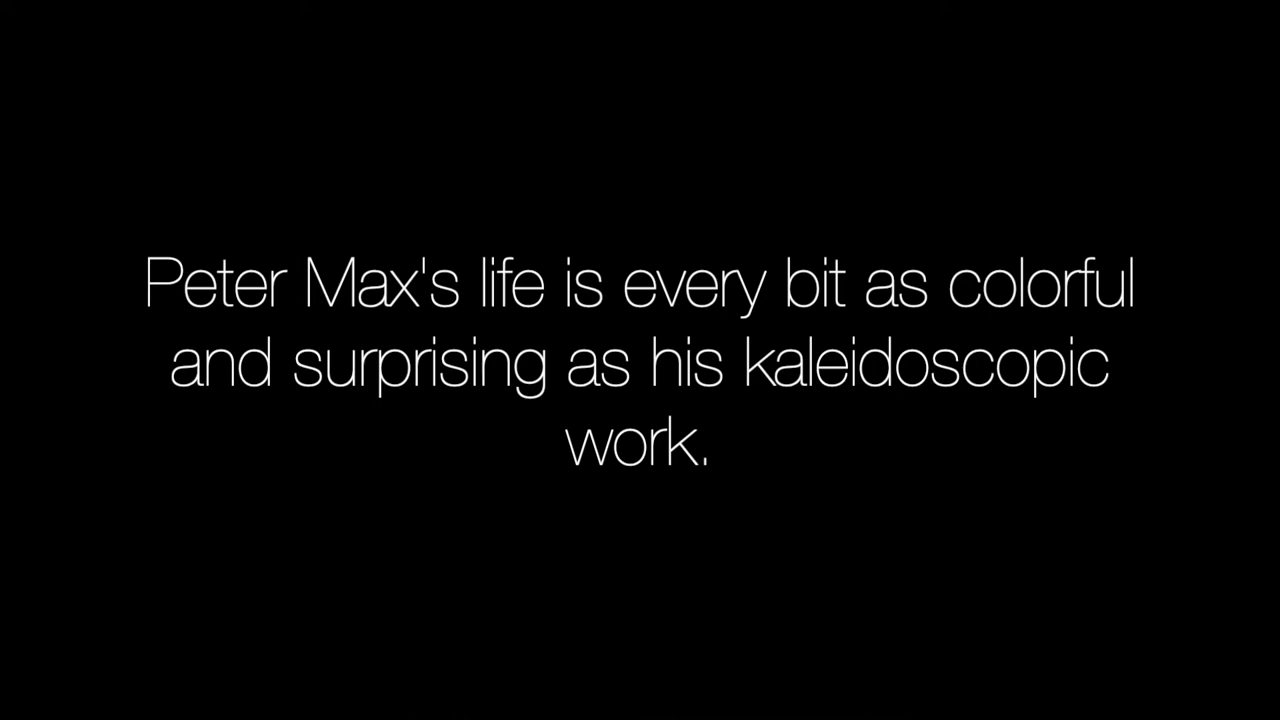 Peter Max's life is every bit as colorful
and surprising as his kaleidoscopic
work.